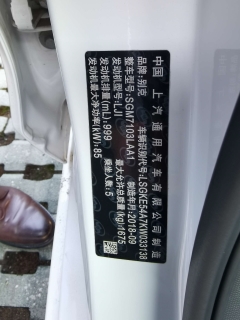 中国 上汽通用汽车有限公司制造
品牌:别克 车辆识别代号:LSGKE54A7KW033138
整车型号:SGM7103LAA1 制造年月:2018-09
发动机型号:LJI 最大允许总质量(kg):1675
发动机排量(mL):999 乘坐人数:5
发动机最大净功率(kW):85